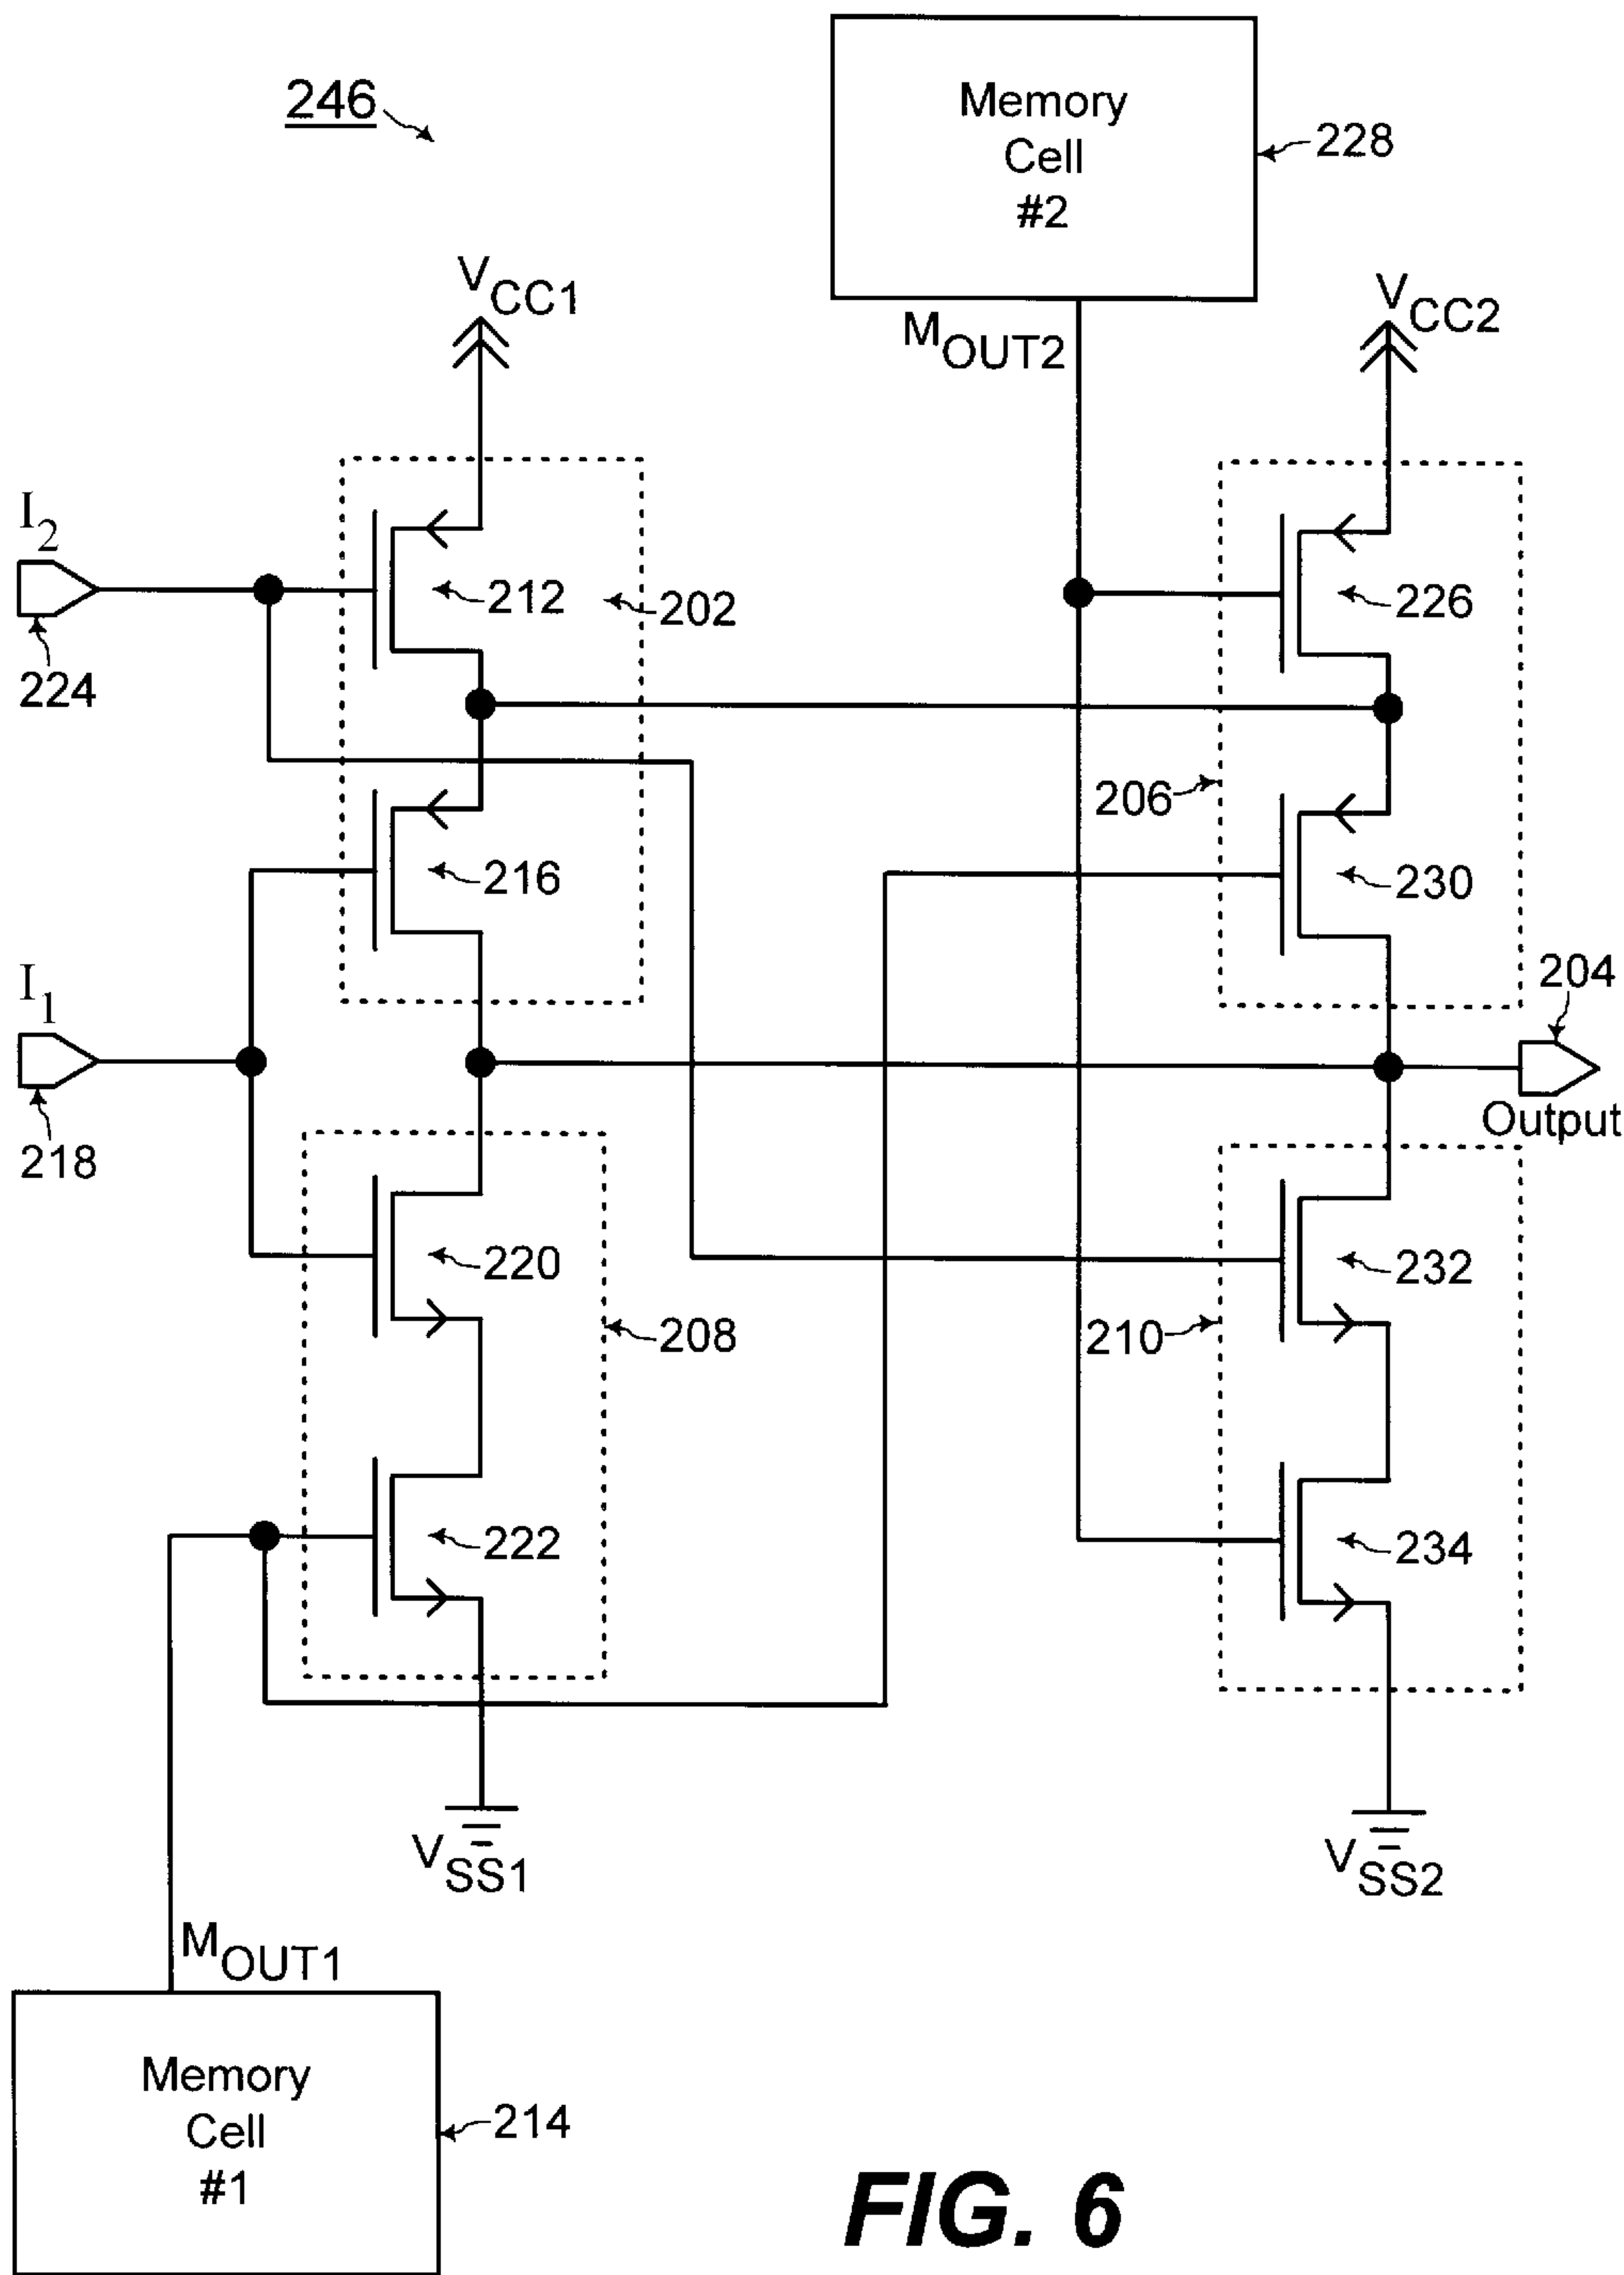 246
Memory
Cell
#2
228
VCC1
MOUT2
VCC2
I2
224
212
202
226
206
216
230
I1
218
204
Output
220
208
232
210
222
234
VSS1
VSS2
MOUT1
Memory
Cell
#1
214
FIG. 6